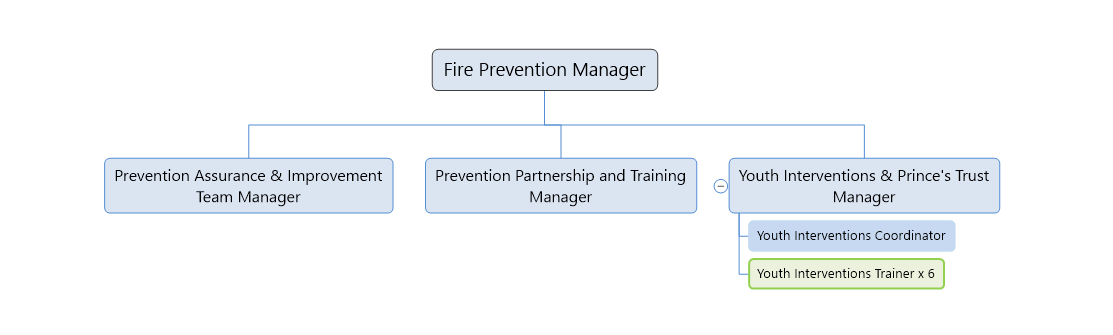 Fire Prevention Manager
Prevention Assurance & Improvement
Team Manager
Prevention Partnership and Training
Manager
Youth Interventions & Prince's Trust
Manager
Youth Interventions Coordinator
Youth Interventions Trainer x 6